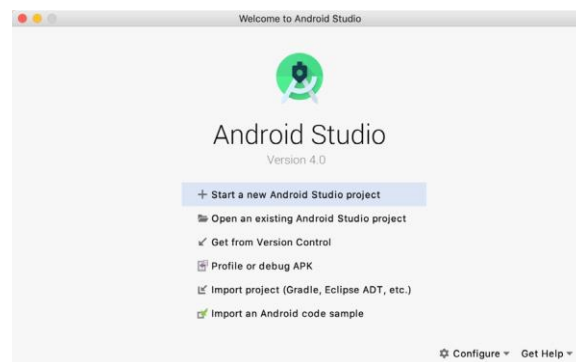 Welcome to Android Studio
Android Studio
Version 4.0
+ Start a new Android Studio project
Open an existing Android Studio project
Get from Version Control
Profile or debug APK
Import project (Gradle, Eclipse ADT, etc.)
Import an Android code sample
Configure Get Help